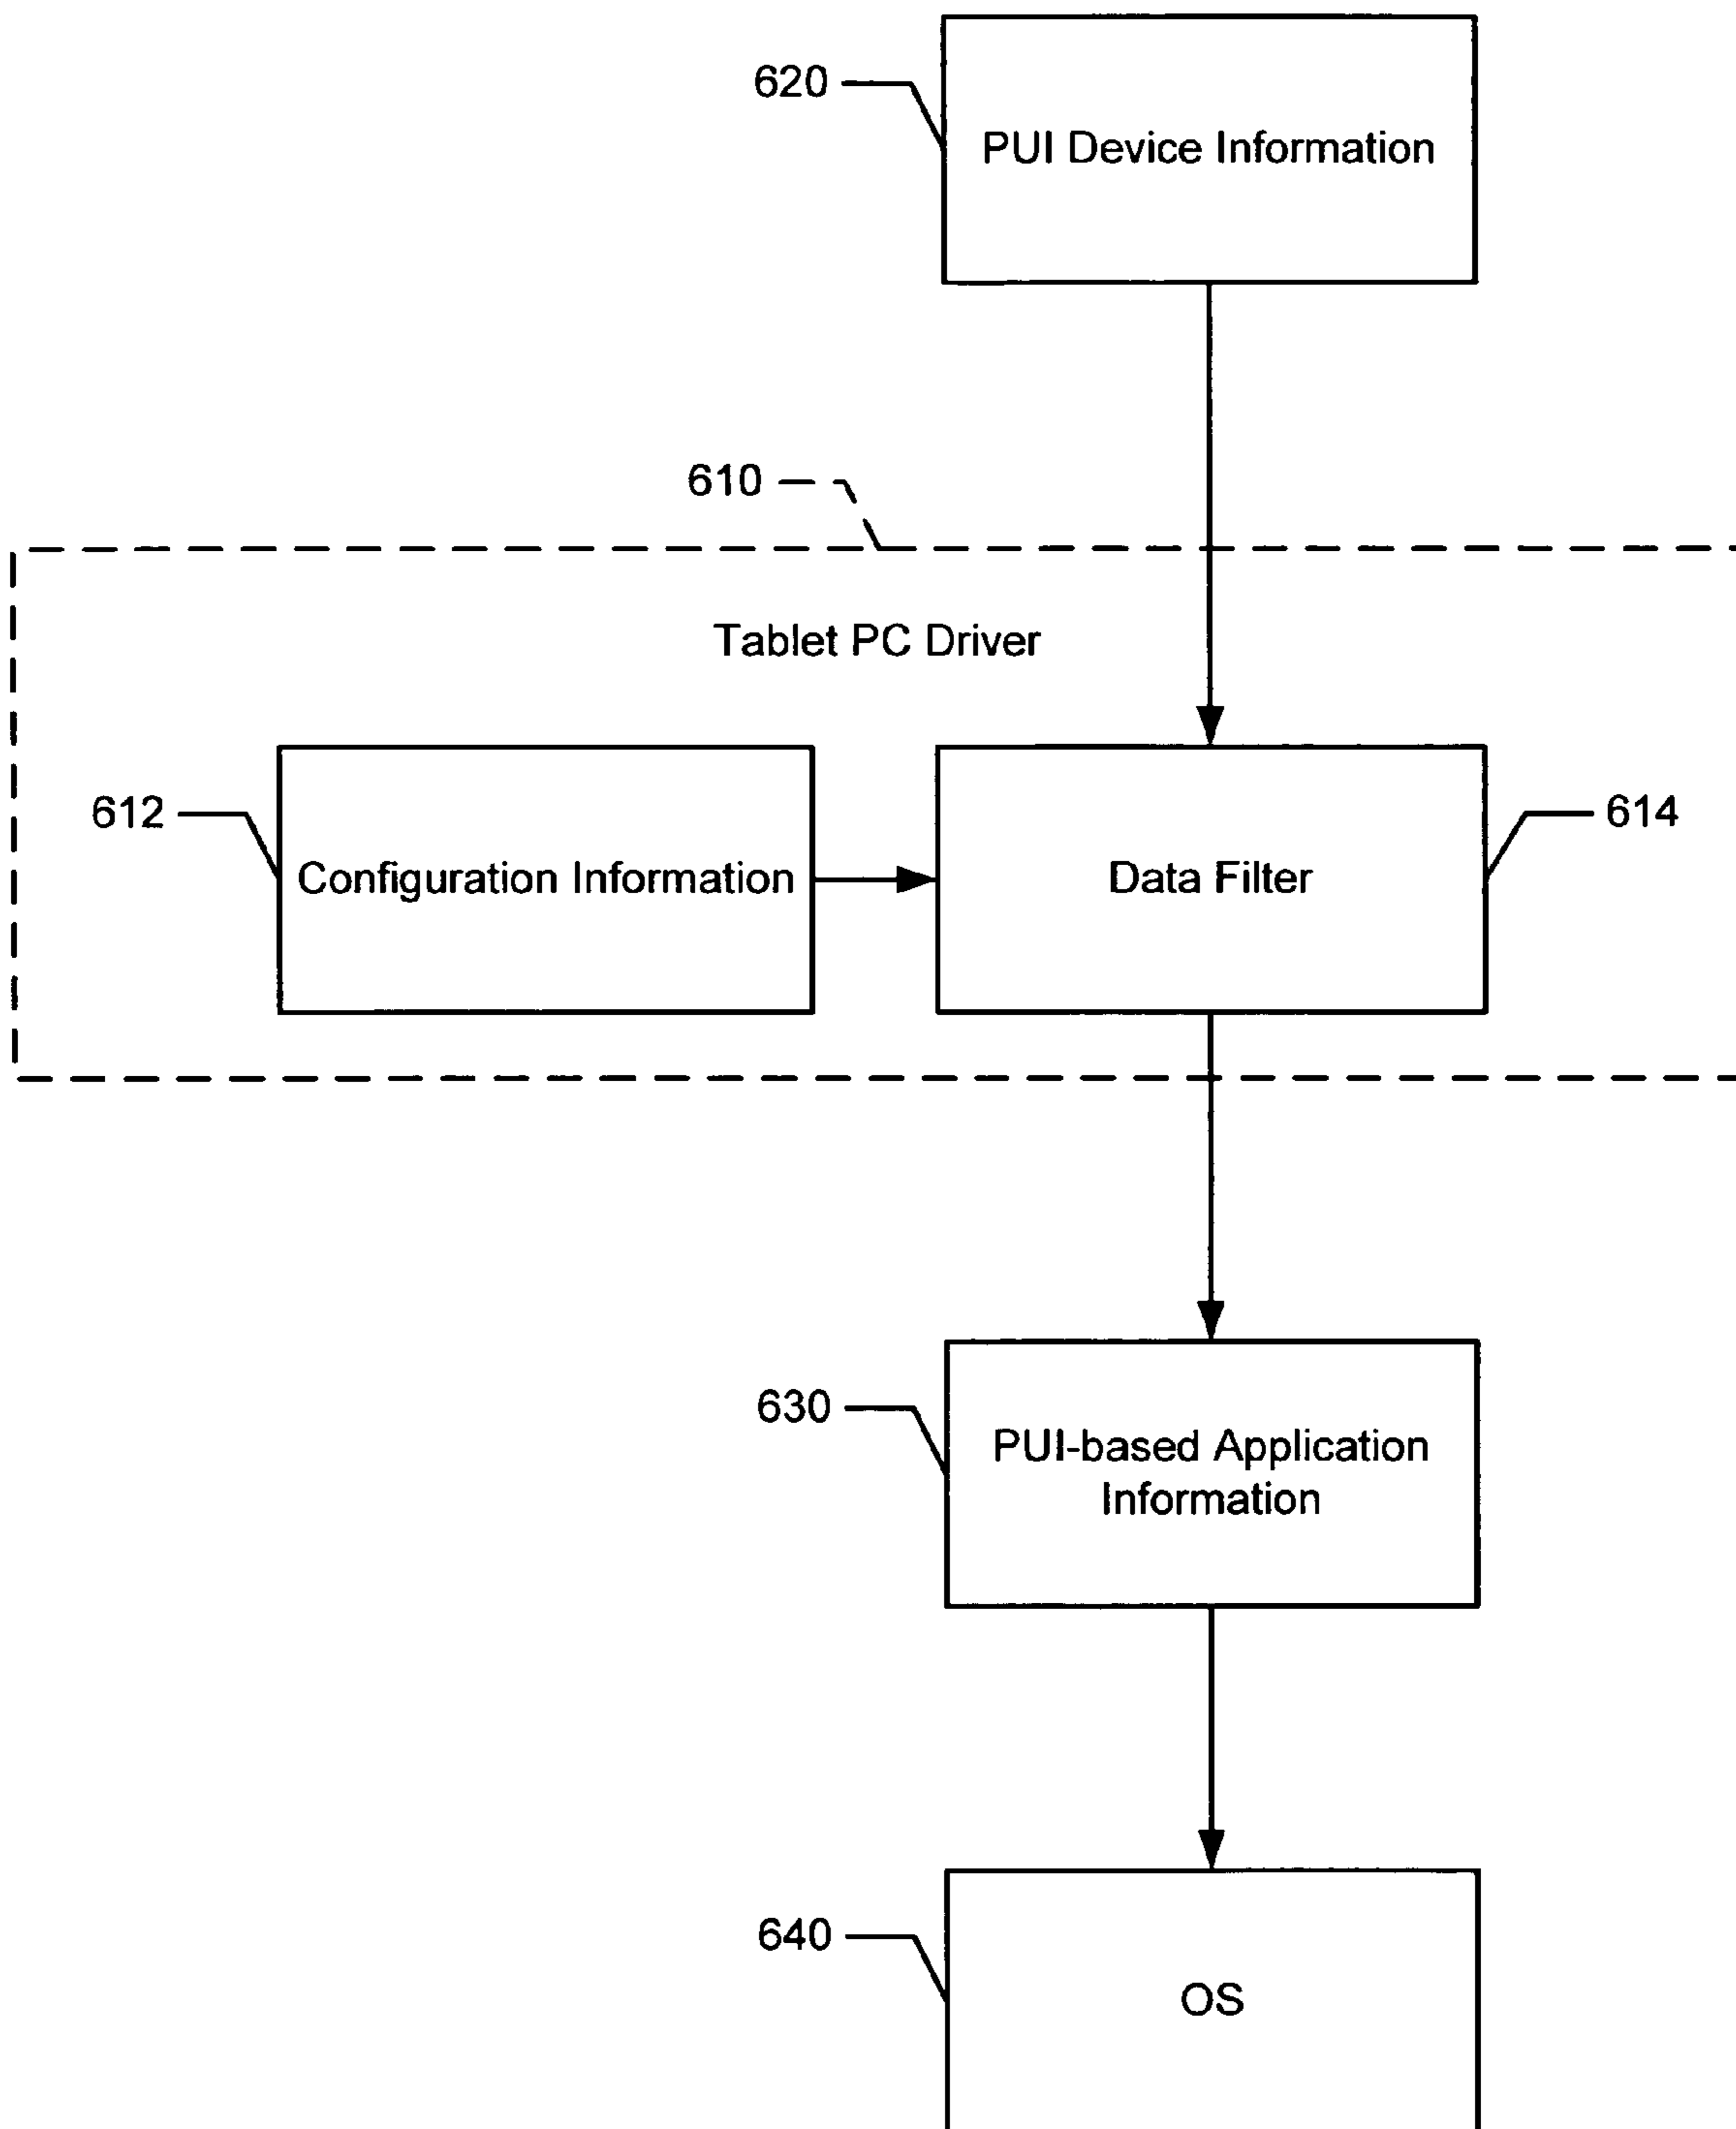 620
PUI Device Information
610
Tablet PC Driver
612
Configuration Information
Data Filter
614
630
PUI-based Application
Information
640
OS